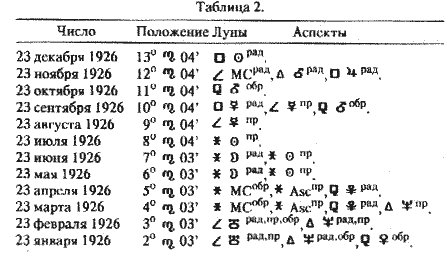 Таблица 2.
Число Положение Луны Аспекты
23 декабря 1926 13° ♍ 04' □ ☉ рад.
23 ноября 1926 12° ♍ 04' ∠ MC рад, △ ♂ рад, □ ♃ рад.
23 октября 1926 11° ♍ 04' ⚼ ♂ обр.
23 сентября 1926 10° ♍ 04' □ ☿ рад, ∠ ☿ пр, ⚼ ♂ обр.
23 августа 1926 9° ♍ 04' ∠ ☿ пр.
23 июля 1926 8° ♍ 04' ⚹ ☉ пр.
23 июня 1926 7° ♍ 03' ⚹ ☽ рад, ⚹ ☉ пр.
23 мая 1926 6° ♍ 03' ⚹ ☽ рад, ⚹ ☉ пр.
23 апреля 1926 5° ♍ 03' ⚹ MC обр, ⚹ Asc пр, рад.
23 марта 1926 4° ♍ 03' ⚹ MC обр, ⚹ Asc пр, рад, △ ♆ пр.
23 февраля 1926 3° ♍ 03' ∠ рад,пр,обр, △ ♆ рад,пр.
23 января 1926 2° ♍ 03' ∠ рад,пр, △ ♆ рад,обр, ♀ обр.